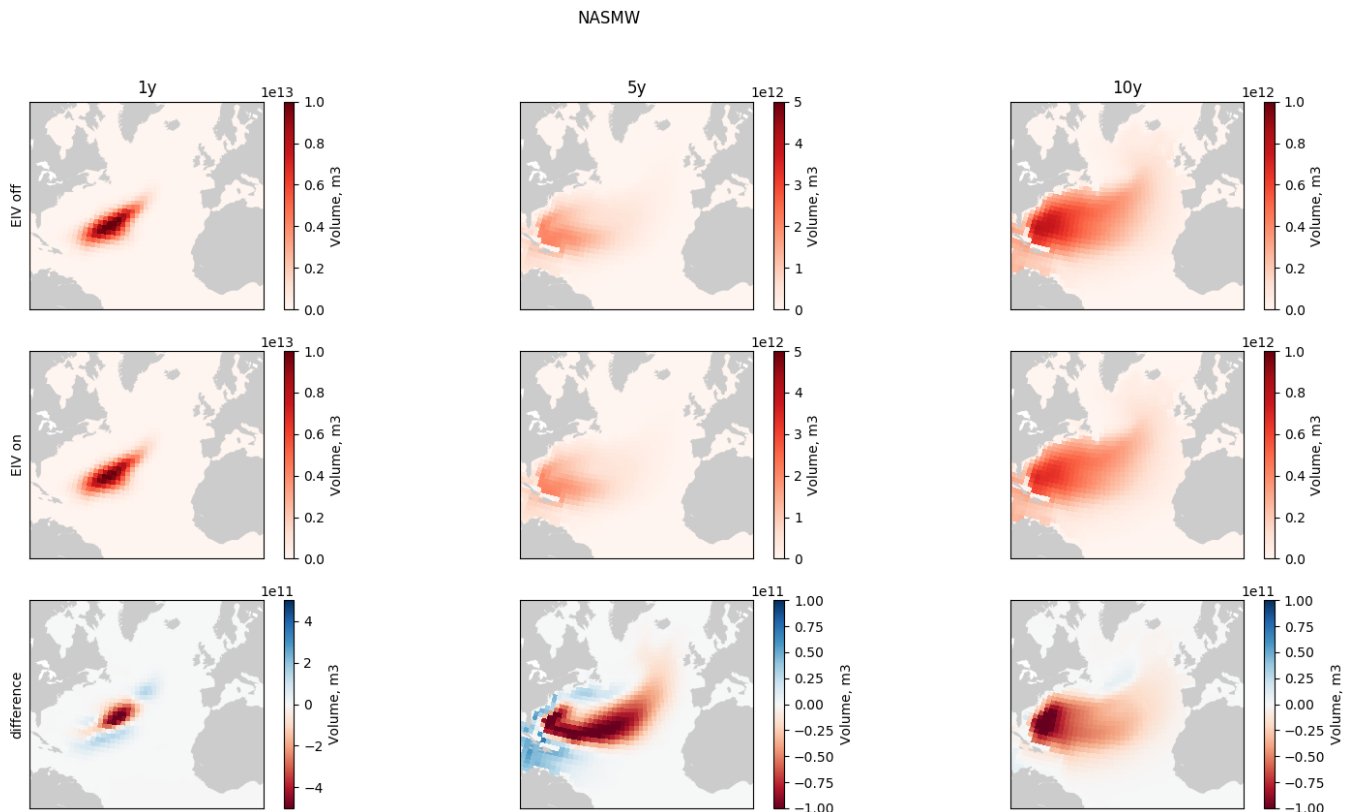 NASMW
1y
5y
10y
EIV off
1e13
1.0
0.8
0.6
0.4
0.2
0.0
Volume, m3
1e12
5
4
3
2
1
0
Volume, m3
1e12
1.0
0.8
0.6
0.4
0.2
0.0
Volume, m3
EIV on
1e13
1.0
0.8
0.6
0.4
0.2
0.0
Volume, m3
1e12
5
4
3
2
1
0
Volume, m3
1e12
1.0
0.8
0.6
0.4
0.2
0.0
Volume, m3
difference
1e11
4
2
0
−2
−4
Volume, m3
1e11
1.00
0.75
0.50
0.25
0.00
−0.25
−0.50
−0.75
−1.00
Volume, m3
1e11
1.00
0.75
0.50
0.25
0.00
−0.25
−0.50
−0.75
−1.00
Volume, m3